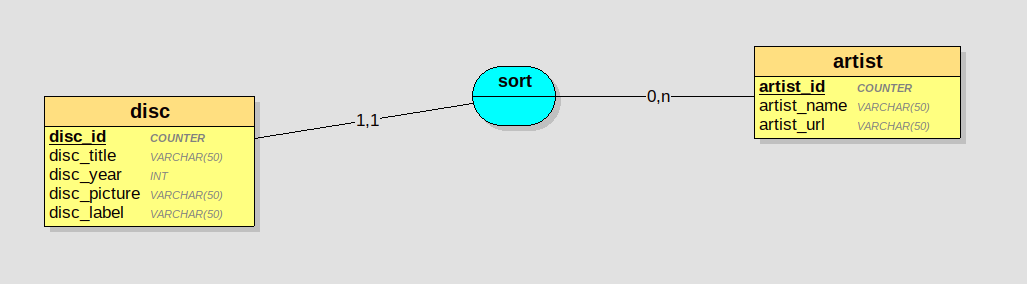 disc
disc_id COUNTER
disc_title VARCHAR(50)
disc_year INT
disc_picture VARCHAR(50)
disc_label VARCHAR(50)
1,1
sort
0,n
artist
artist_id COUNTER
artist_name VARCHAR(50)
artist_url VARCHAR(50)